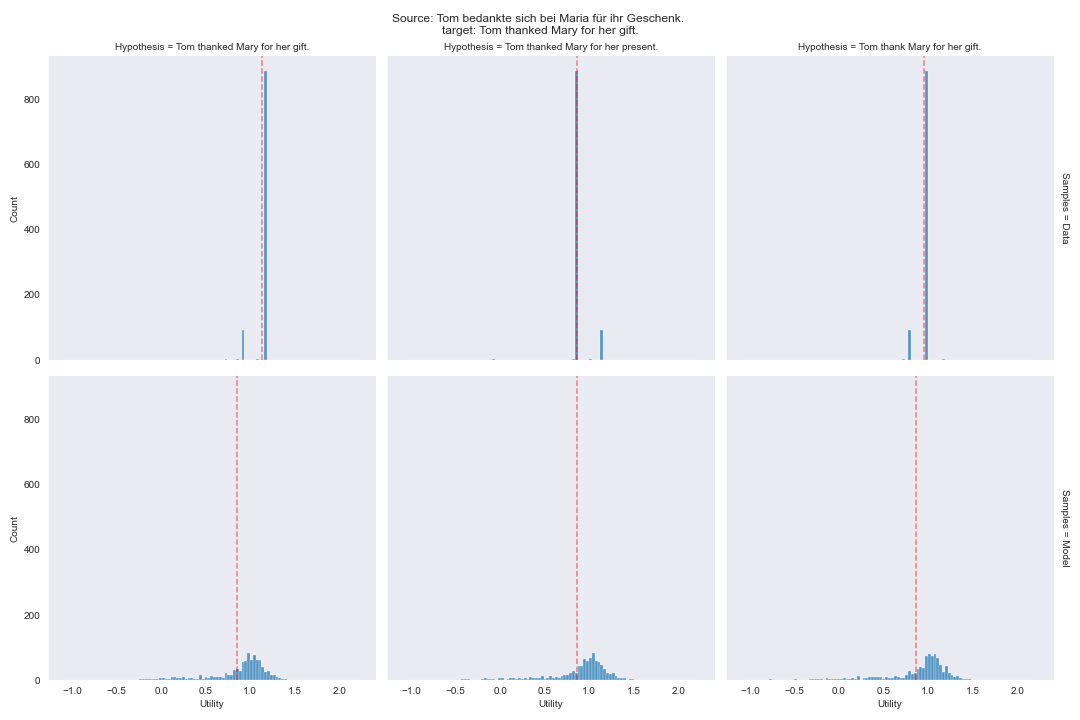 Source: Tom bedankte sich bei Maria für ihr Geschenk.
target: Tom thanked Mary for her gift.
Hypothesis = Tom thanked Mary for her gift.
Hypothesis = Tom thanked Mary for her present.
Hypothesis = Tom thank Mary for her gift.
800
600
400
200
0
Count
Samples = Data
800
600
400
200
0
Count
Samples = Model
−1.0 −0.5 0.0 0.5 1.0 1.5 2.0
Utility
−1.0 −0.5 0.0 0.5 1.0 1.5 2.0
Utility
−1.0 −0.5 0.0 0.5 1.0 1.5 2.0
Utility